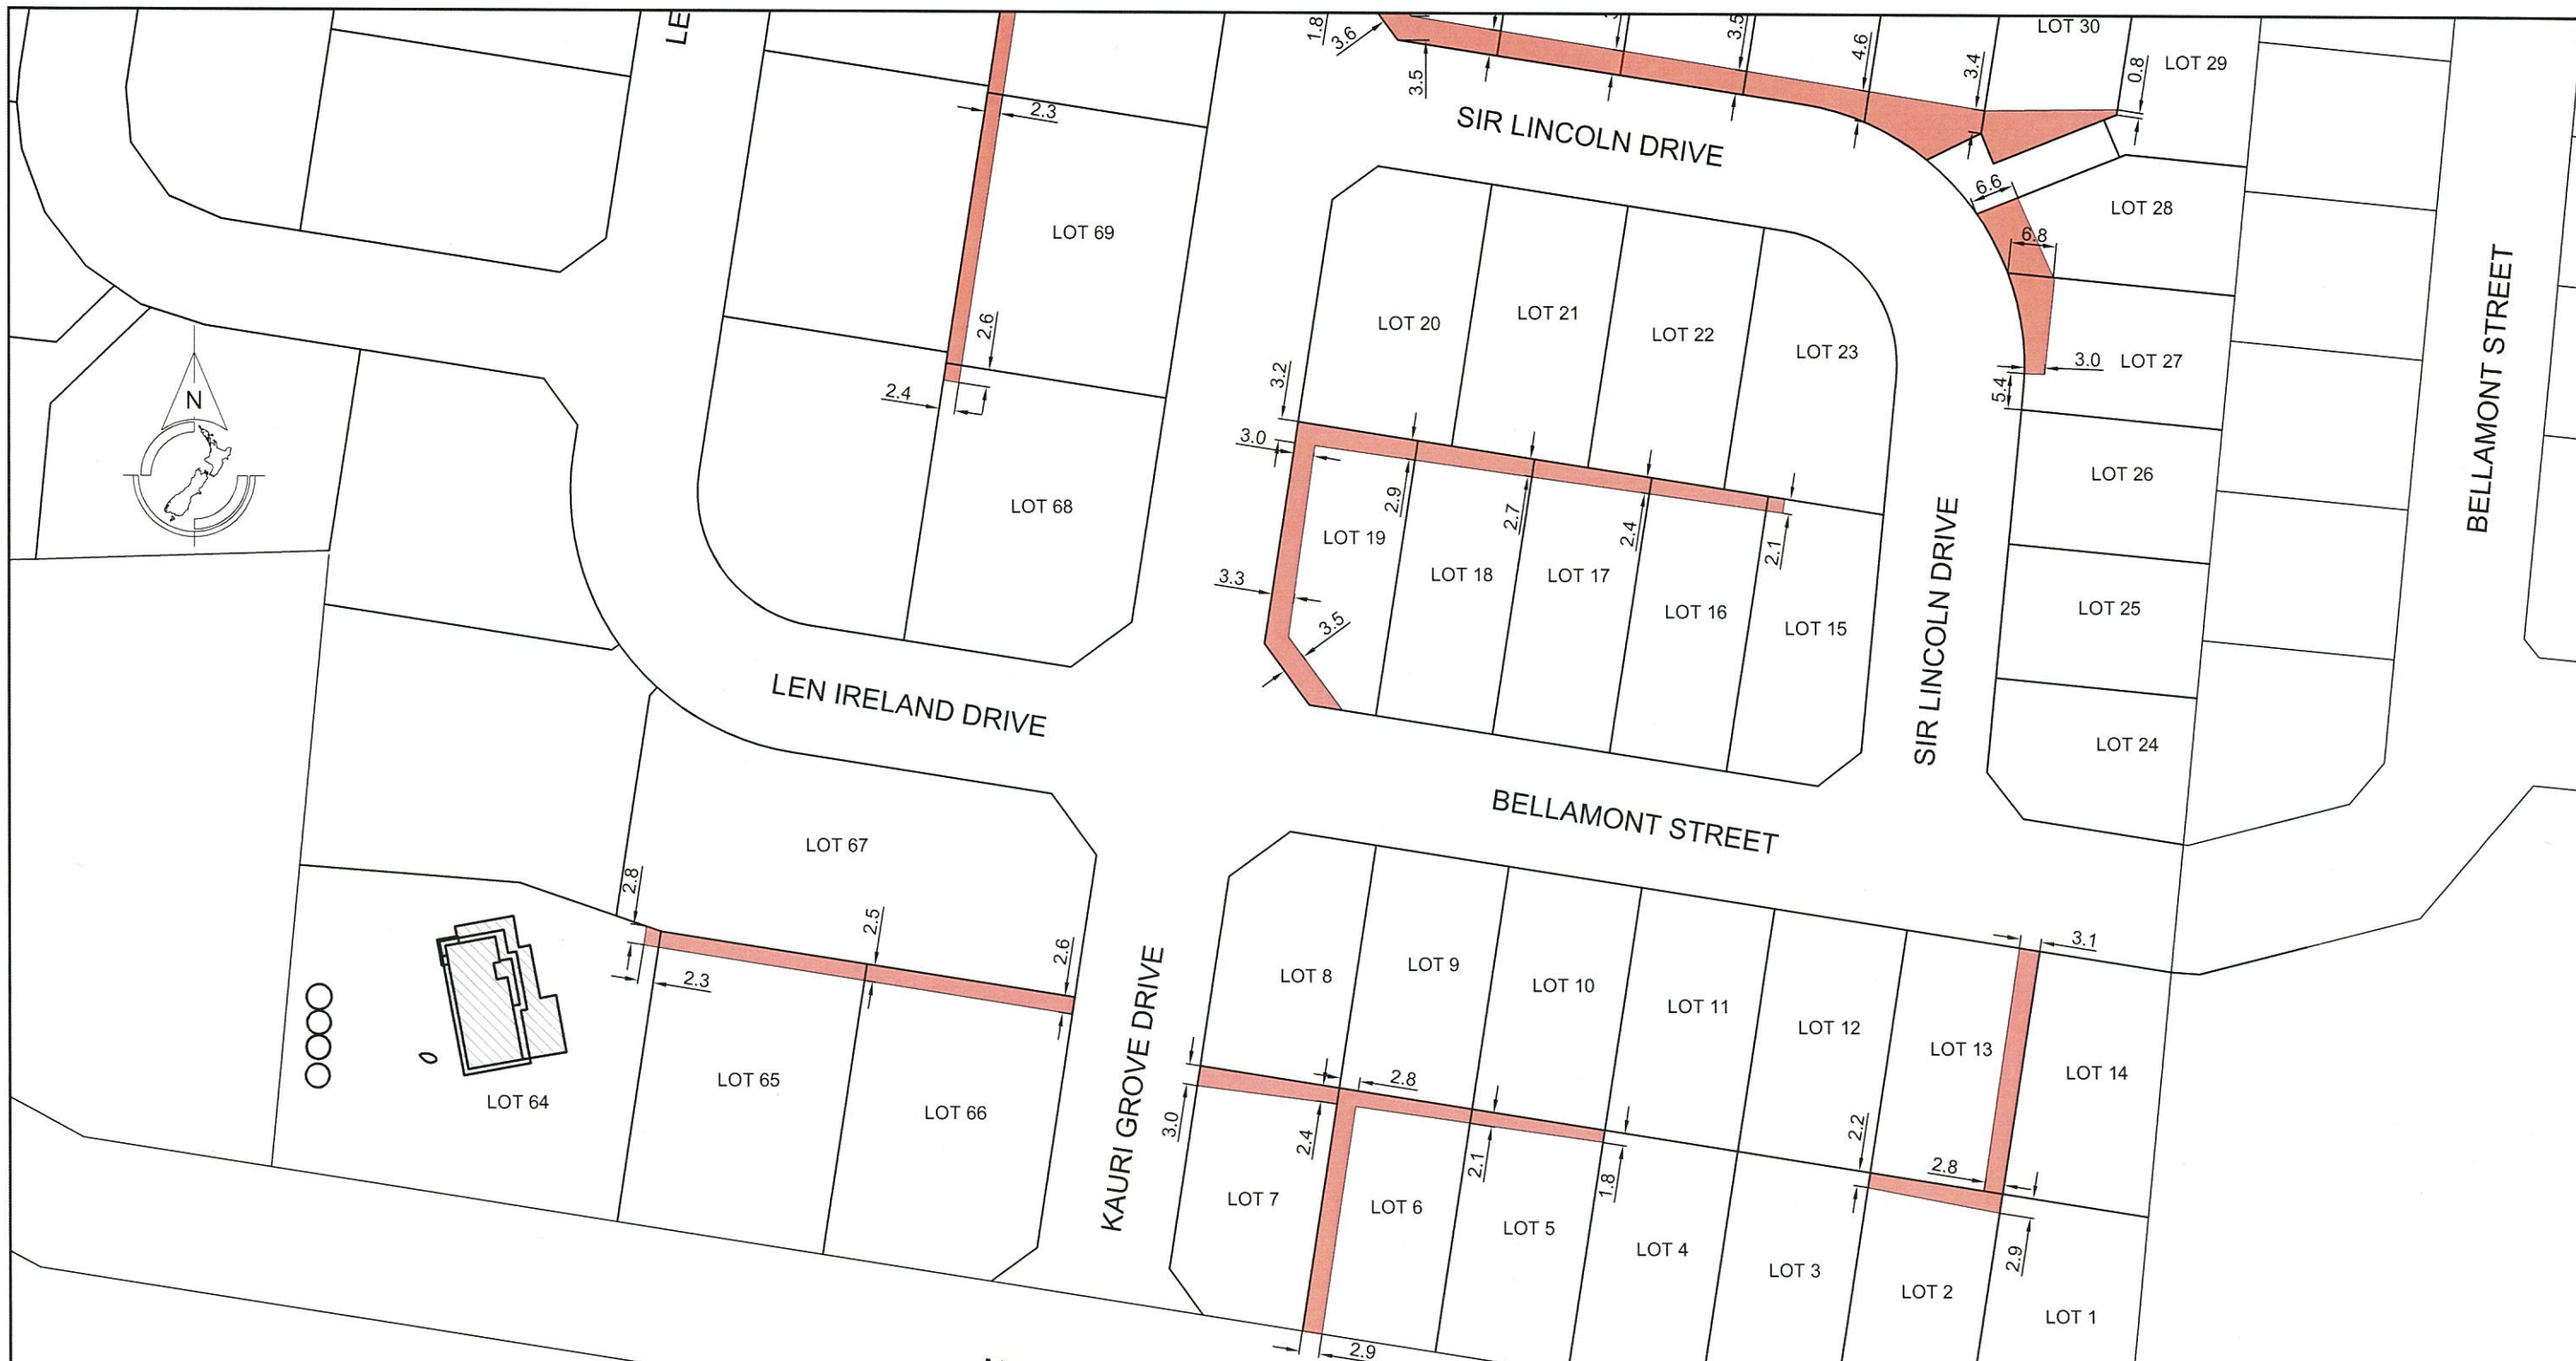 LE
1.8
3.6
3.5
3.5
4.6
3.4
LOT 30
0.8
LOT 29
2.3
SIR LINCOLN DRIVE
6.6
LOT 28
LOT 69
6.8
BELLAMONT STREET
2.6
LOT 20
LOT 21
LOT 22
LOT 23
3.0
LOT 27
N
2.4
3.2
5.4
3.0
LOT 26
LOT 68
2.9
2.7
2.4
2.1
LOT 19
LOT 18
LOT 17
LOT 16
LOT 15
3.3
3.5
SIR LINCOLN DRIVE
LOT 25
LEN IRELAND DRIVE
LOT 24
BELLAMONT STREET
LOT 67
2.8
2.5
2.6
2.3
3.1
LOT 8
LOT 9
LOT 10
LOT 11
LOT 12
LOT 13
LOT 14
KAURI GROVE DRIVE
LOT 64
LOT 65
LOT 66
2.8
3.0
2.4
2.1
1.8
2.2
2.8
2.9
LOT 7
LOT 6
LOT 5
LOT 4
LOT 3
LOT 2
LOT 1
2.9